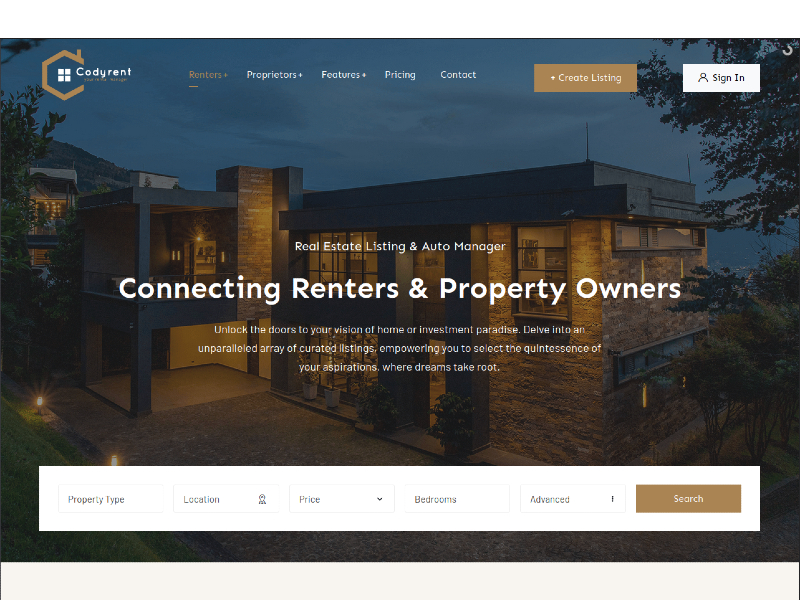 Codyrent
Renters +
Proprietors +
Features +
Pricing
Contact
+ Create Listing
Sign In
Real Estate Listing & Auto Manager
Connecting Renters & Property Owners
Unlock the doors to your vision of home or investment paradise. Delve into an
unparalleled array of curated listings, empowering you to select the quintessence of
your aspirations, where dreams take root.
Property Type
Location
Price
Bedrooms
Advanced
Search